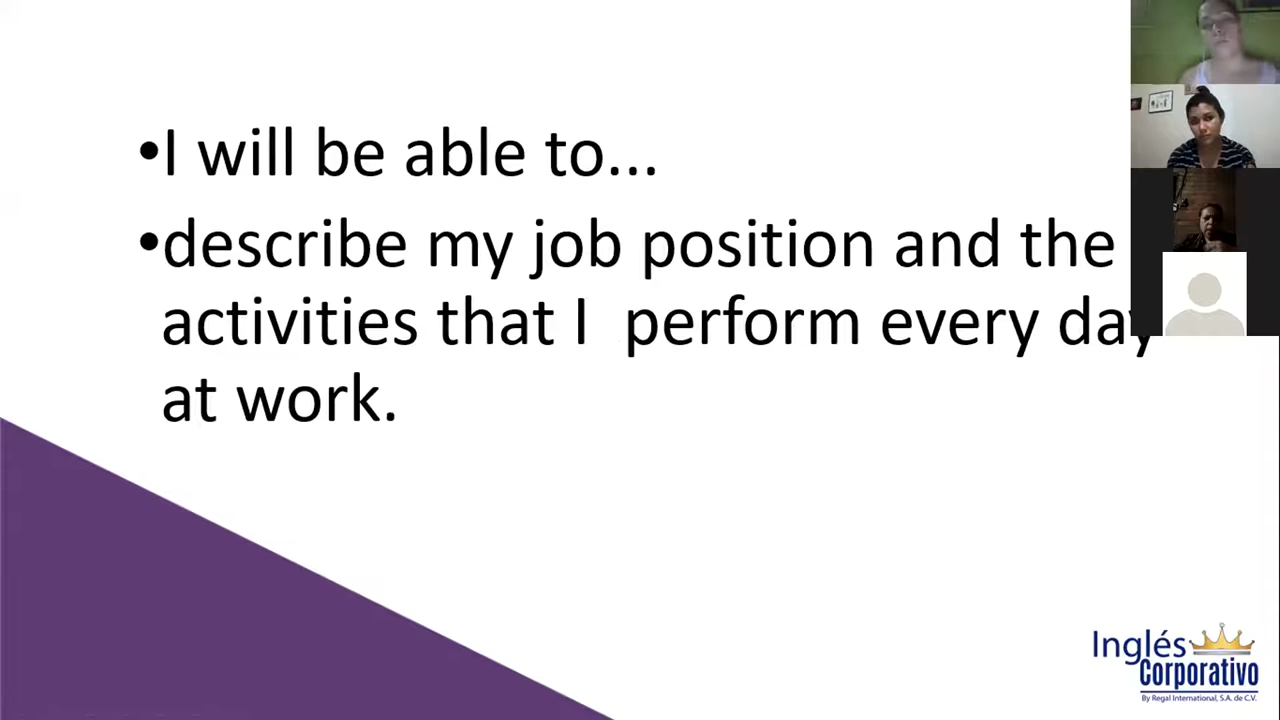 •I will be able to...
•describe my job position and the
activities that I  perform every day
at work.
Inglés
Corporativo
By Regal International, S.A. de C.V.